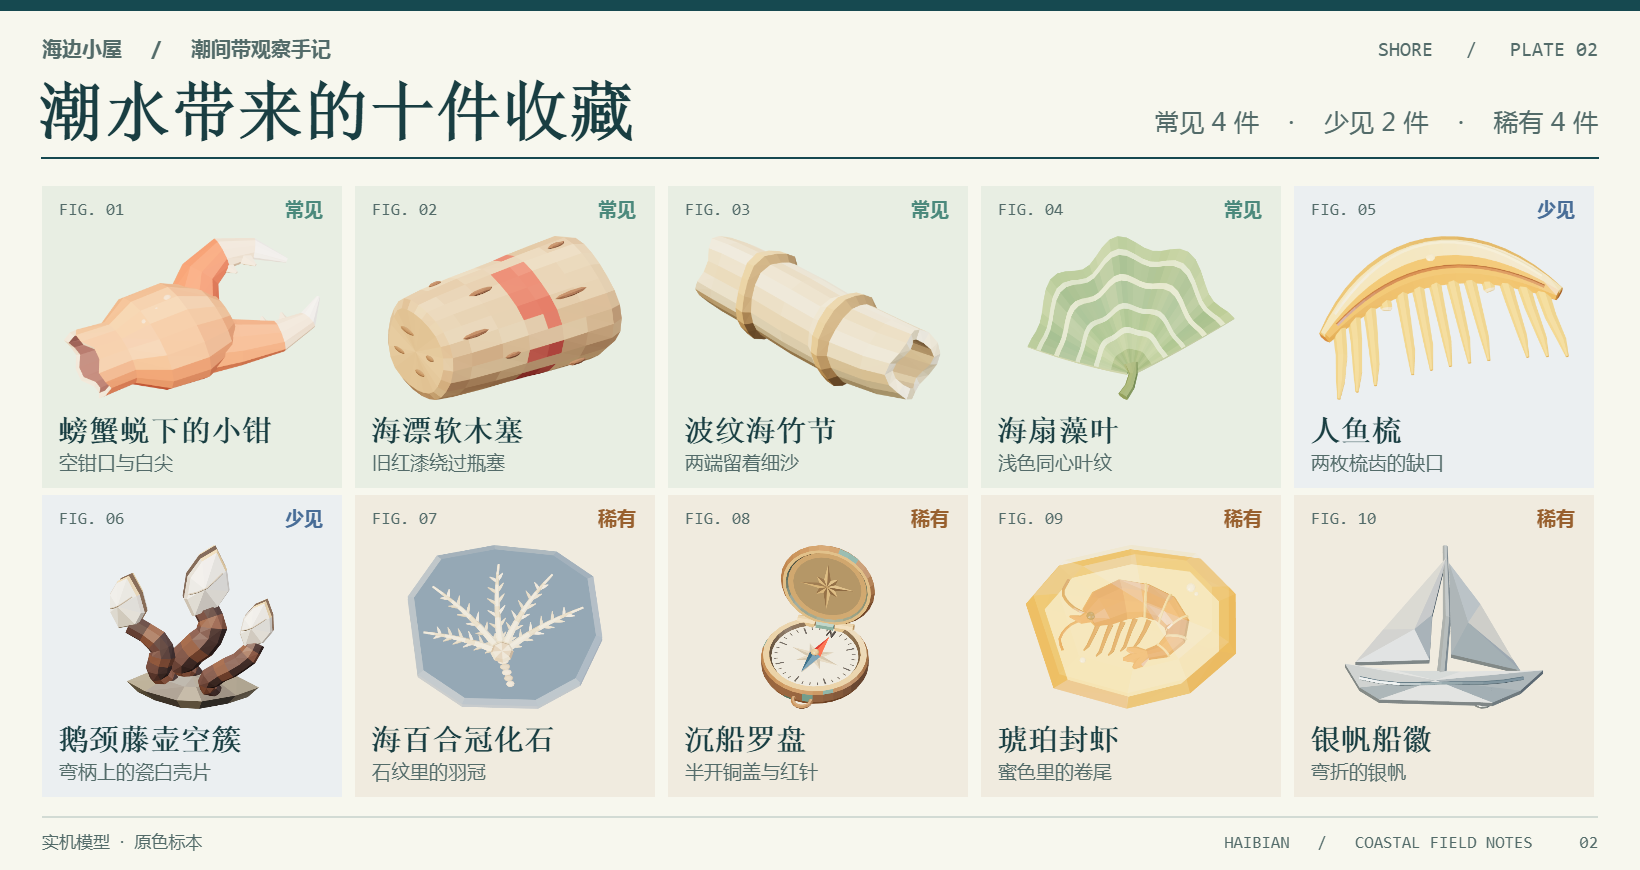 海边小屋 / 潮间带观察手记
SHORE / PLATE 02
潮水带来的十件收藏
常见 4 件 · 少见 2 件 · 稀有 4 件
FIG. 01 常见
螃蟹蜕下的小钳
空钳口与白尖
FIG. 02 常见
海漂软木塞
旧红漆绕过瓶塞
FIG. 03 常见
波纹海竹节
两端留着细沙
FIG. 04 常见
海扇藻叶
浅色同心叶纹
FIG. 05 少见
人鱼梳
两枚梳齿的缺口
FIG. 06 少见
鹅颈藤壶空簇
弯柄上的瓷白壳片
FIG. 07 稀有
海百合冠化石
石纹里的羽冠
FIG. 08 稀有
N
沉船罗盘
半开铜盖与红针
FIG. 09 稀有
琥珀封虾
蜜色里的卷尾
FIG. 10 稀有
银帆船徽
弯折的银帆
实机模型 · 原色标本
HAIBIAN / COASTAL FIELD NOTES 02